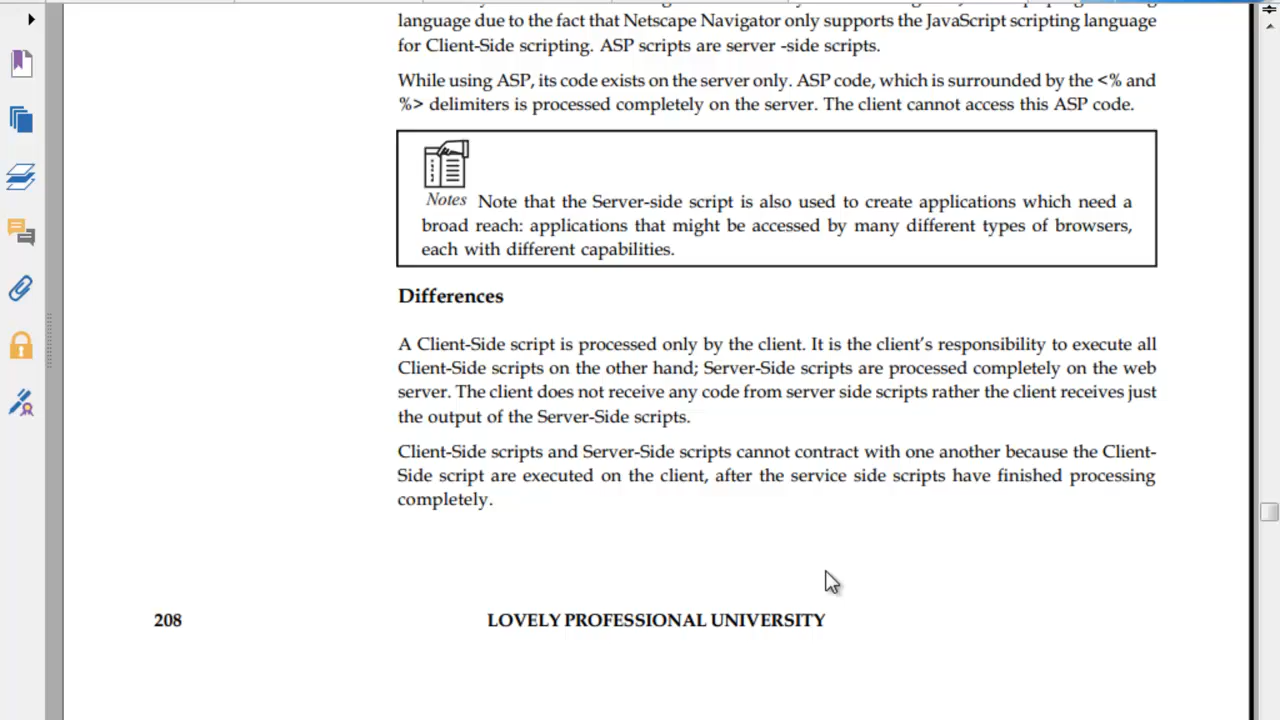 language due to the fact that Netscape Navigator only supports the JavaScript scripting language
for Client-Side scripting. ASP scripts are server -side scripts.
While using ASP, its code exists on the server only. ASP code, which is surrounded by the <% and
%> delimiters is processed completely on the server. The client cannot access this ASP code.
Notes Note that the Server-side script is also used to create applications which need a
broad reach: applications that might be accessed by many different types of browsers,
each with different capabilities.
Differences
A Client-Side script is processed only by the client. It is the client's responsibility to execute all
Client-Side scripts on the other hand; Server-Side scripts are processed completely on the web
server. The client does not receive any code from server side scripts rather the client receives just
the output of the Server-Side scripts.
Client-Side scripts and Server-Side scripts cannot contract with one another because the Client-
Side script are executed on the client, after the service side scripts have finished processing
completely.
208 LOVELY PROFESSIONAL UNIVERSITY